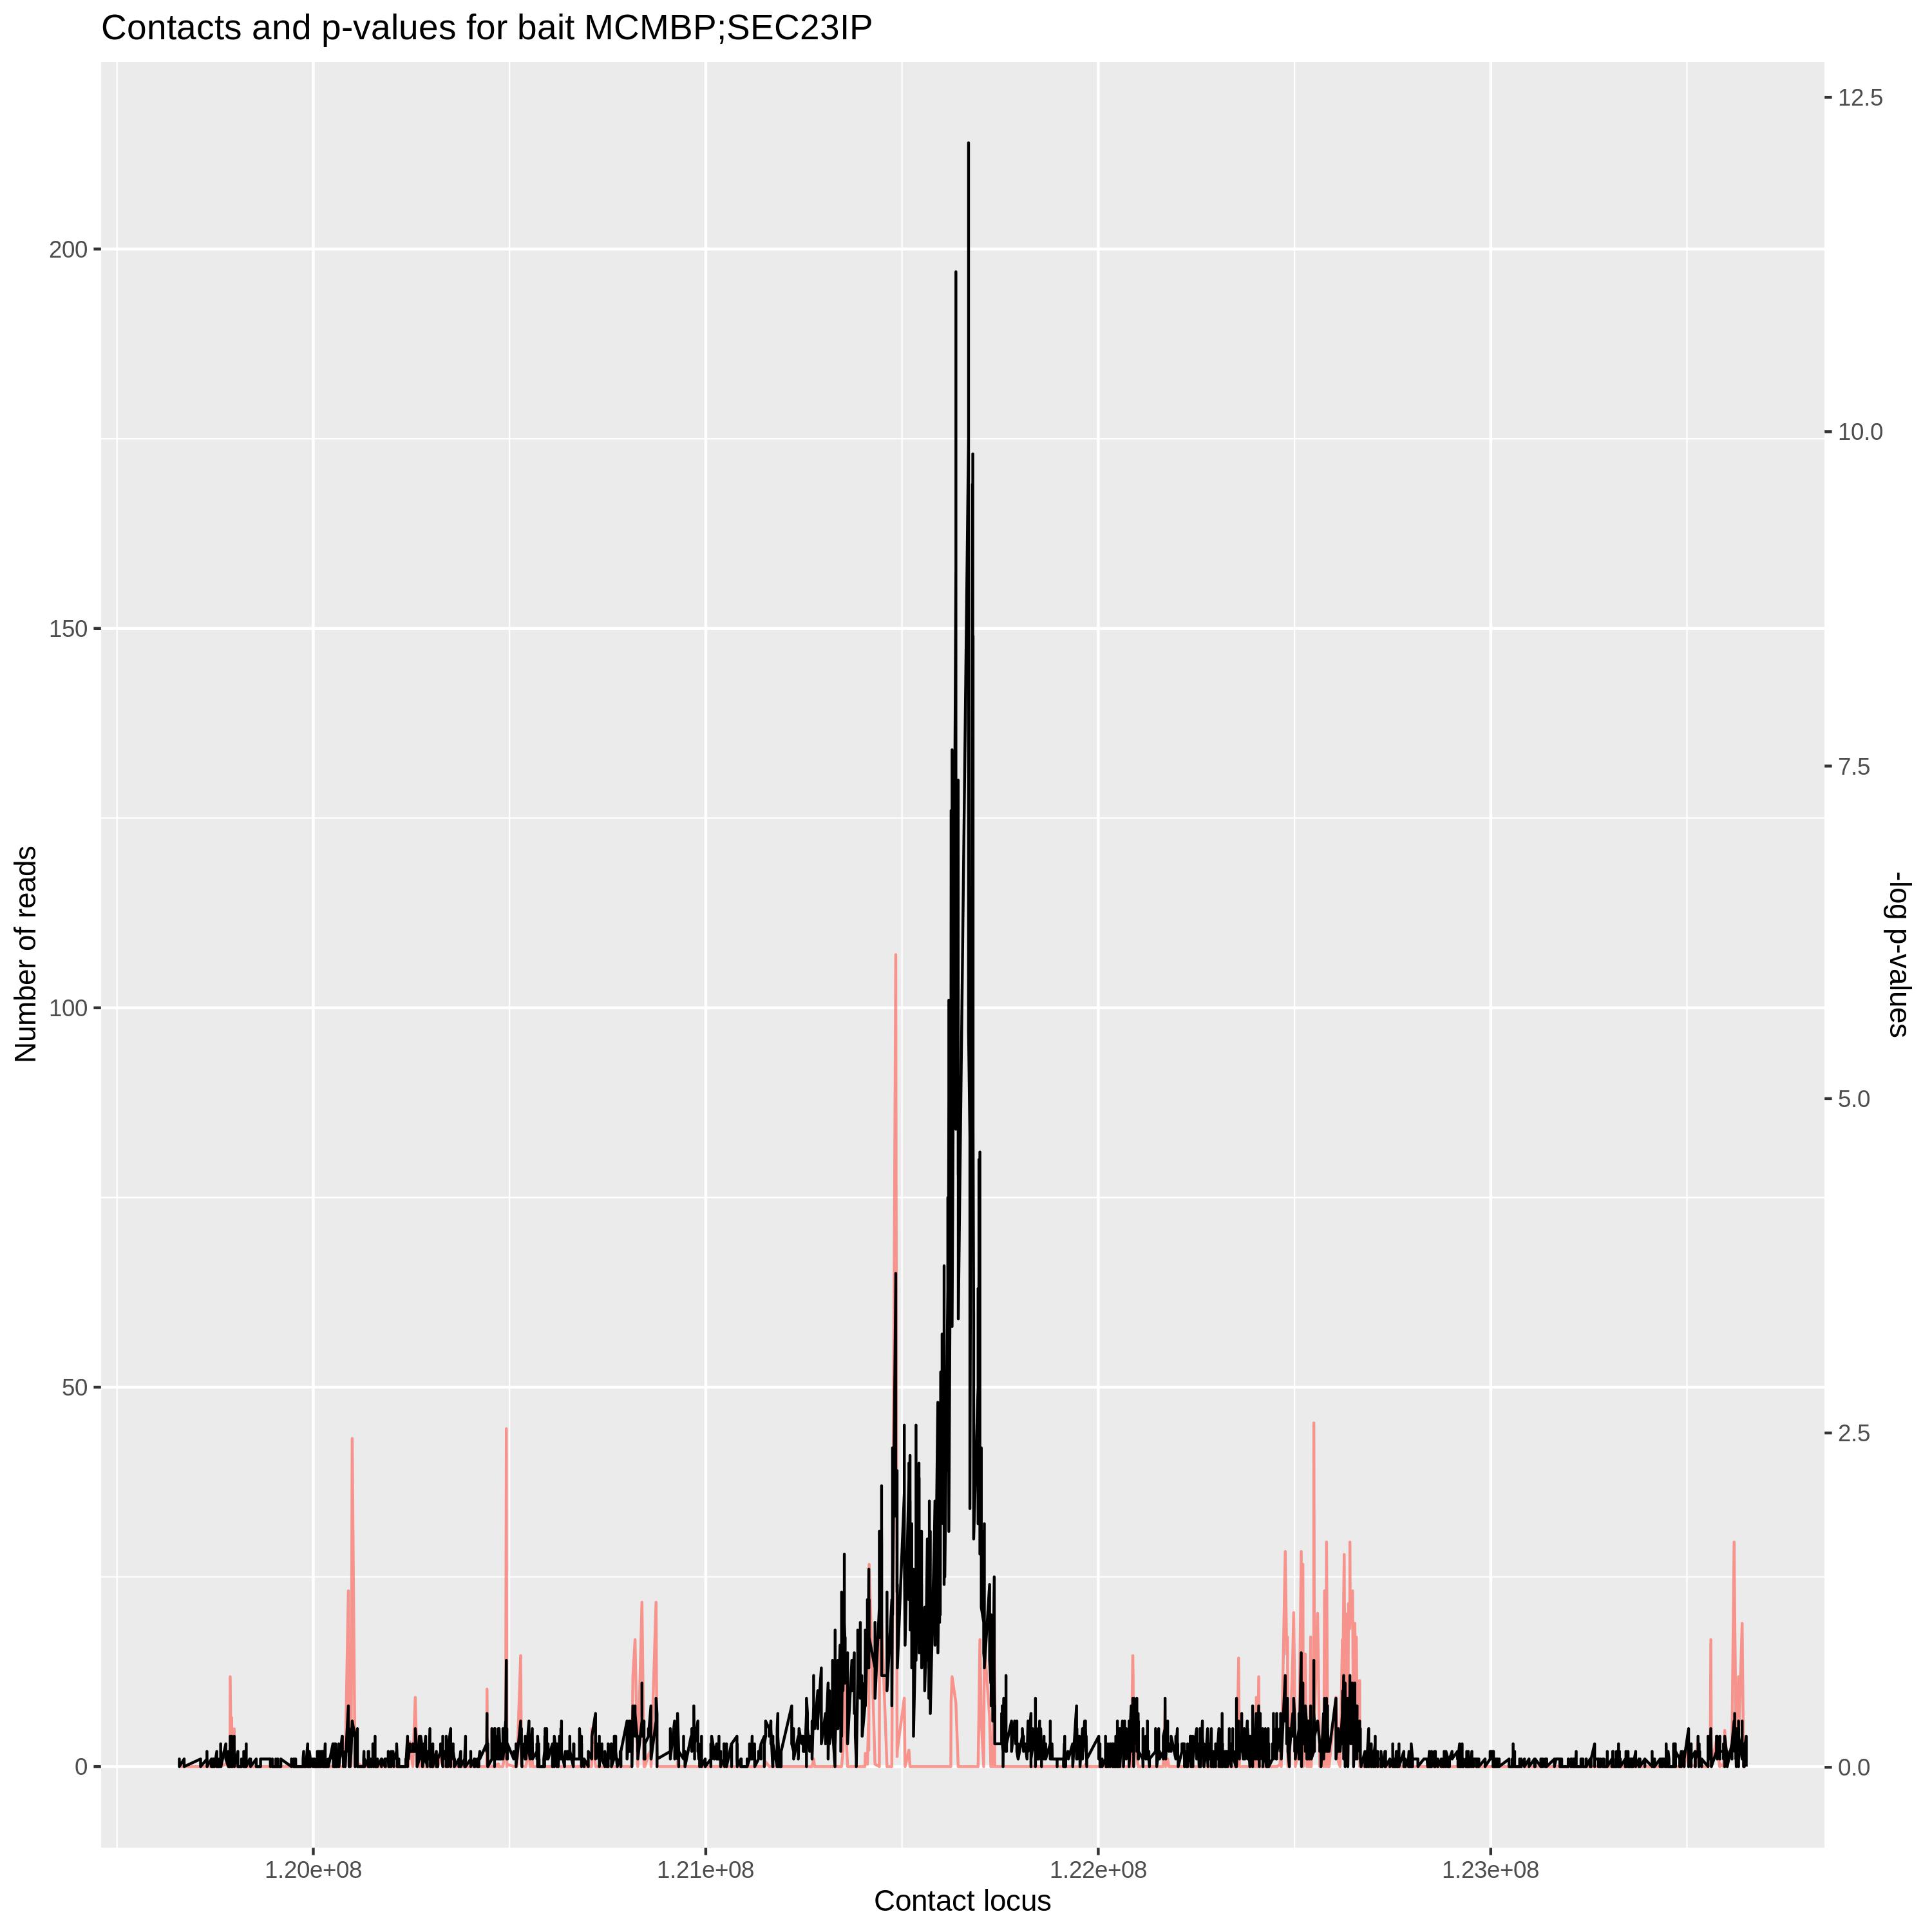 Contacts and p-values for bait MCMBP;SEC23IP
200
150
100
50
0
Number of reads
12.5
10.0
7.5
5.0
2.5
0.0
-log p-values
1.20e+08
1.21e+08
1.22e+08
1.23e+08
Contact locus